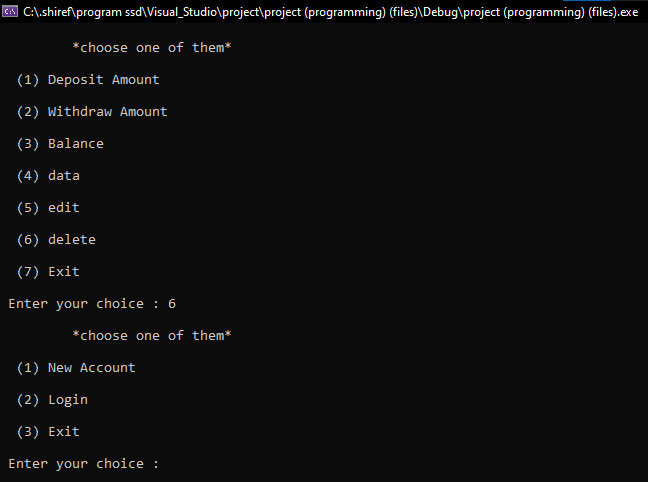 C:\.shiref\program ssd\Visual_Studio\project\project (programming) (files)\Debug\project (programming) (files).exe
*choose one of them*
(1) Deposit Amount
(2) Withdraw Amount
(3) Balance
(4) data
(5) edit
(6) delete
(7) Exit
Enter your choice : 6
*choose one of them*
(1) New Account
(2) Login
(3) Exit
Enter your choice :